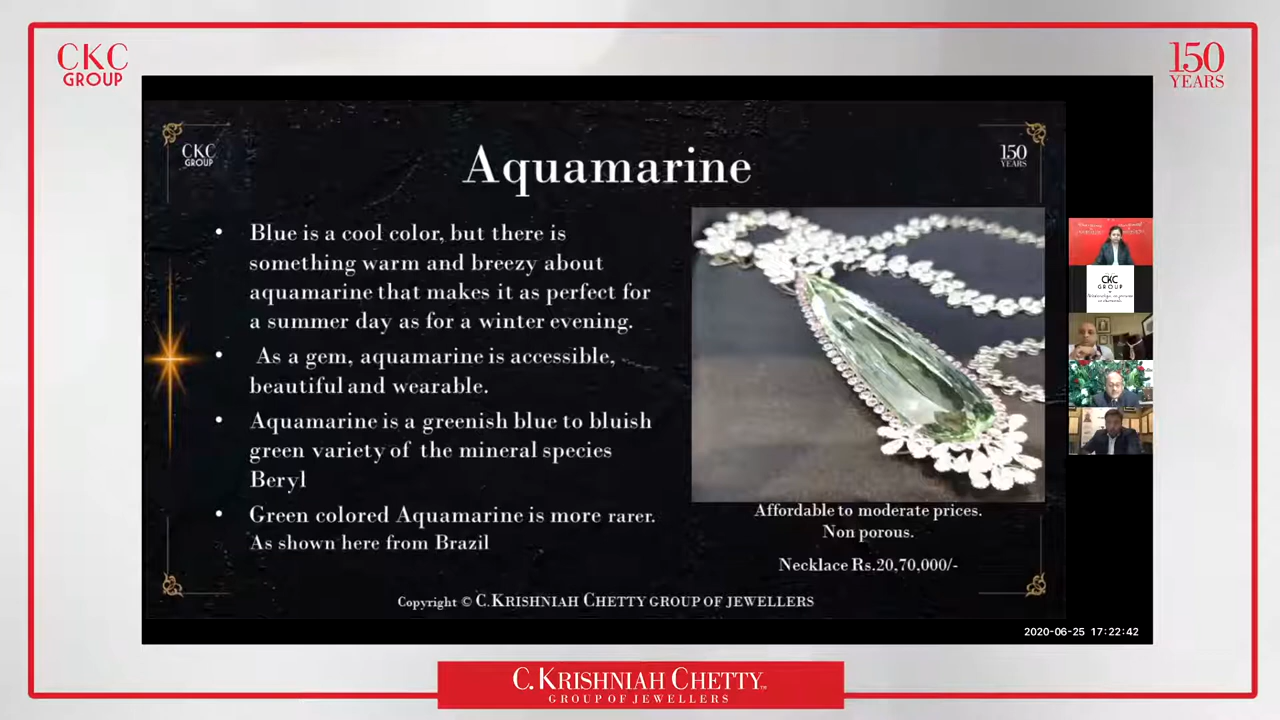 CKC
GROUP
150
YEARS
CKC
GROUP
150
YEARS
Aquamarine
• Blue is a cool color, but there is
something warm and breezy about
aquamarine that makes it as perfect for
a summer day as for a winter evening.
• As a gem, aquamarine is accessible,
beautiful and wearable.
• Aquamarine is a greenish blue to bluish
green variety of the mineral species
Beryl
• Green colored Aquamarine is more rarer.
As shown here from Brazil
Affordable to moderate prices.
Non porous.
Necklace Rs.20,70,000/-
Copyright © C.KRISHNIAH CHETTY GROUP OF JEWELLERS
CKC
GROUP
2020-06-25 17:22:42
C. KRISHNIAH CHETTY™
GROUP OF JEWELLERS